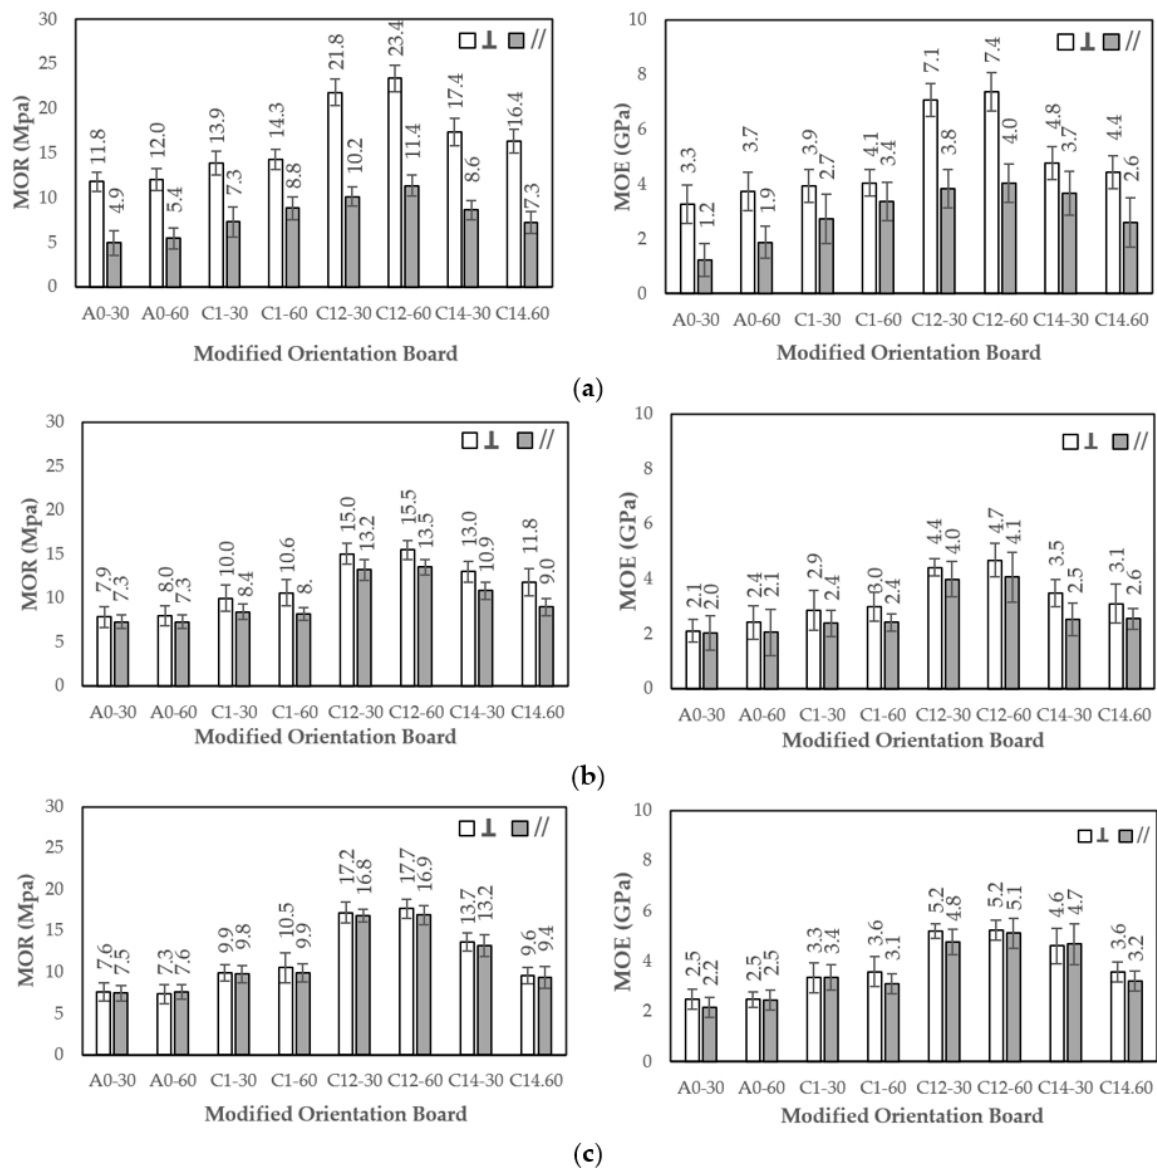 MOR (Mpa)
30
25
20
15
10
5
0
⊥ //
11.8 4.9 12.0 5.4 13.9 7.3 14.3 8.8 21.8 10.2 23.4 11.4 17.4 8.6 16.4 7.3
A0-30 A0-60 C1-30 C1-60 C12-30 C12-60 C14-30 C14.60
Modified Orientation Board
MOE (GPa)
10
8
6
4
2
0
⊥ //
3.3 1.2 3.7 1.9 3.9 2.7 4.1 3.4 7.1 3.8 7.4 4.0 4.8 3.7 4.4 2.6
A0-30 A0-60 C1-30 C1-60 C12-30 C12-60 C14-30 C14.60
Modified Orientation Board
(a)
MOR (Mpa)
30
25
20
15
10
5
0
⊥ //
7.9 7.3 8.0 7.3 10.0 8.4 10.6 8. 15.0 13.2 15.5 13.5 13.0 10.9 11.8 9.0
A0-30 A0-60 C1-30 C1-60 C12-30 C12-60 C14-30 C14.60
Modified Orientation Board
MOE (GPa)
10
8
6
4
2
0
⊥ //
2.1 2.0 2.4 2.1 2.9 2.4 3.0 2.4 4.4 4.0 4.7 4.1 3.5 2.5 3.1 2.6
A0-30 A0-60 C1-30 C1-60 C12-30 C12-60 C14-30 C14.60
Modified Orientation Board
(b)
MOR (Mpa)
30
25
20
15
10
5
0
⊥ //
7.6 7.5 7.3 7.6 9.9 9.8 10.5 9.9 17.2 16.8 17.7 16.9 13.7 13.2 9.6 9.4
A0-30 A0-60 C1-30 C1-60 C12-30 C12-60 C14-30 C14.60
Modified Orientation Board
MOE (GPa)
10
8
6
4
2
0
⊥ //
2.5 2.2 2.5 2.5 3.3 3.4 3.6 3.1 5.2 4.8 5.2 5.1 4.6 4.7 3.6 3.2
A0-30 A0-60 C1-30 C1-60 C12-30 C12-60 C14-30 C14.60
Modified Orientation Board
(c)